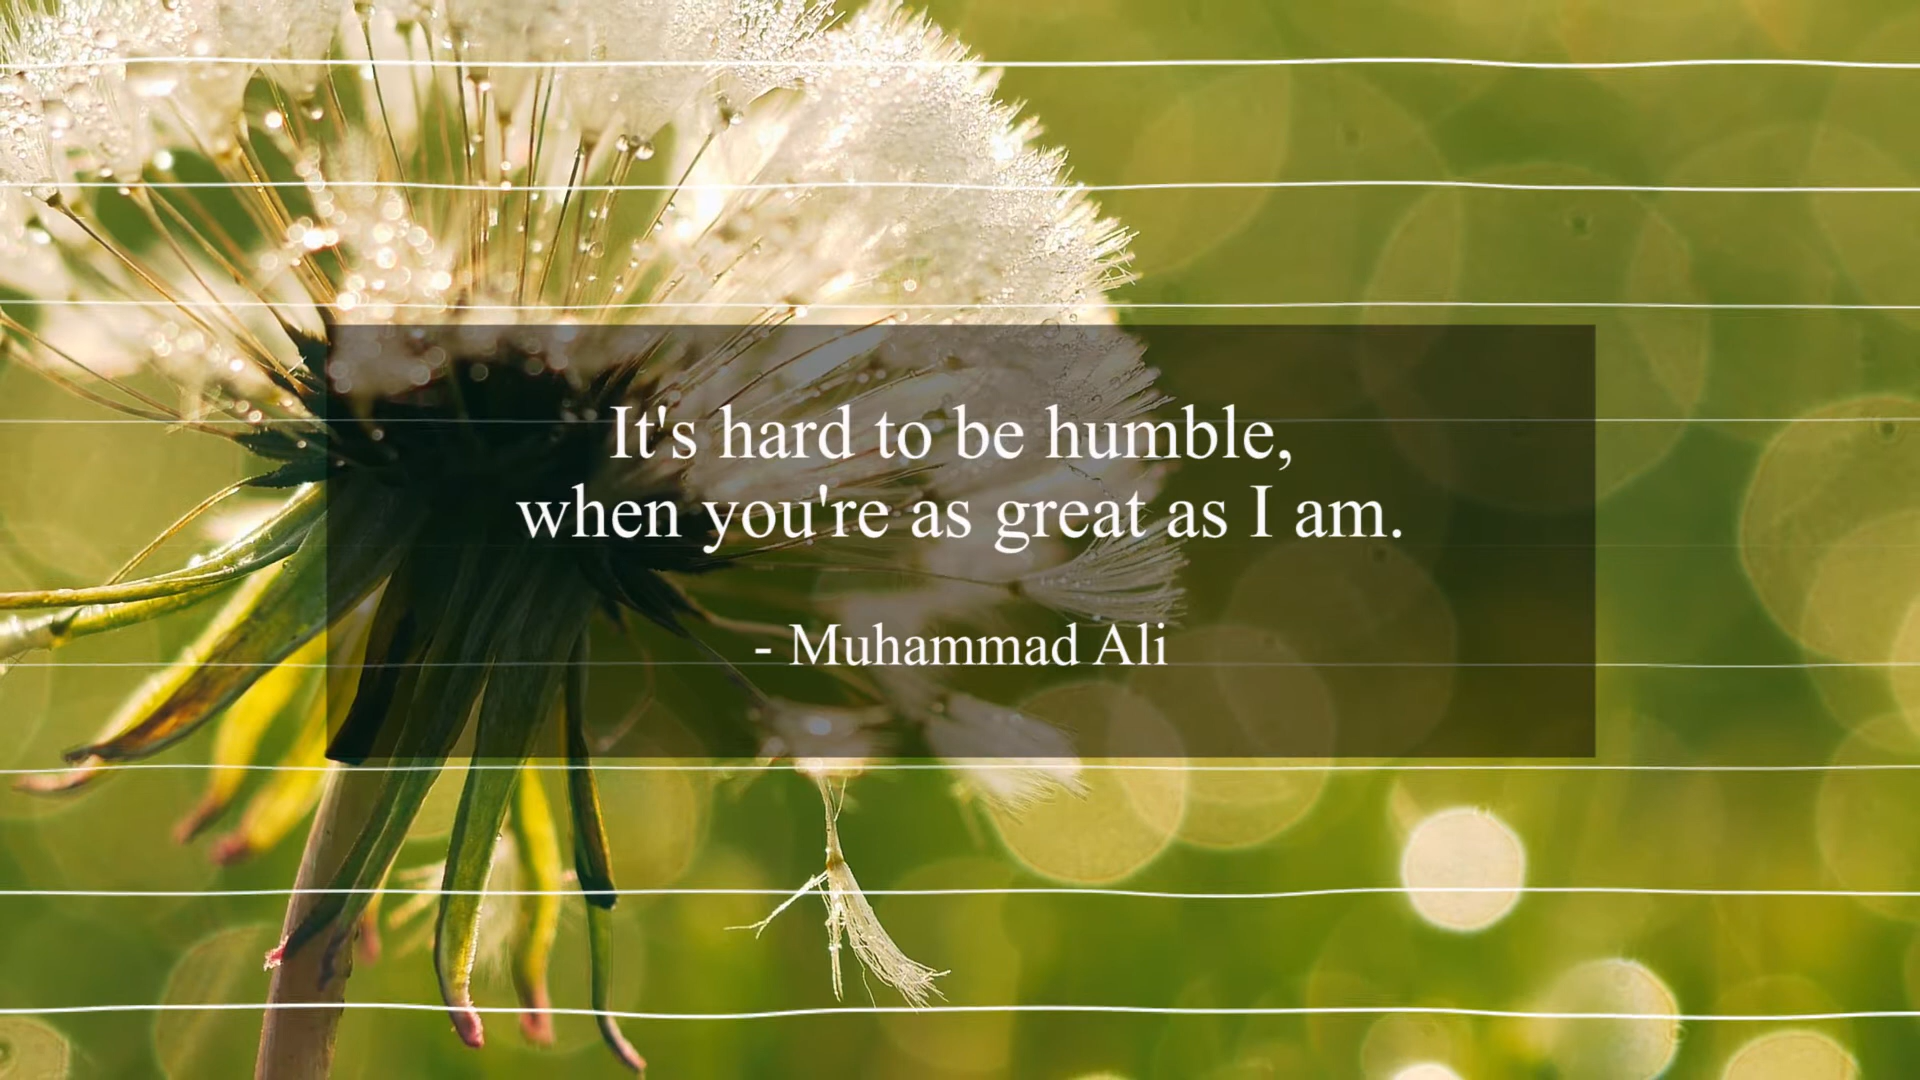 It's hard to be humble,
when you're as great as I am.
- Muhammad Ali